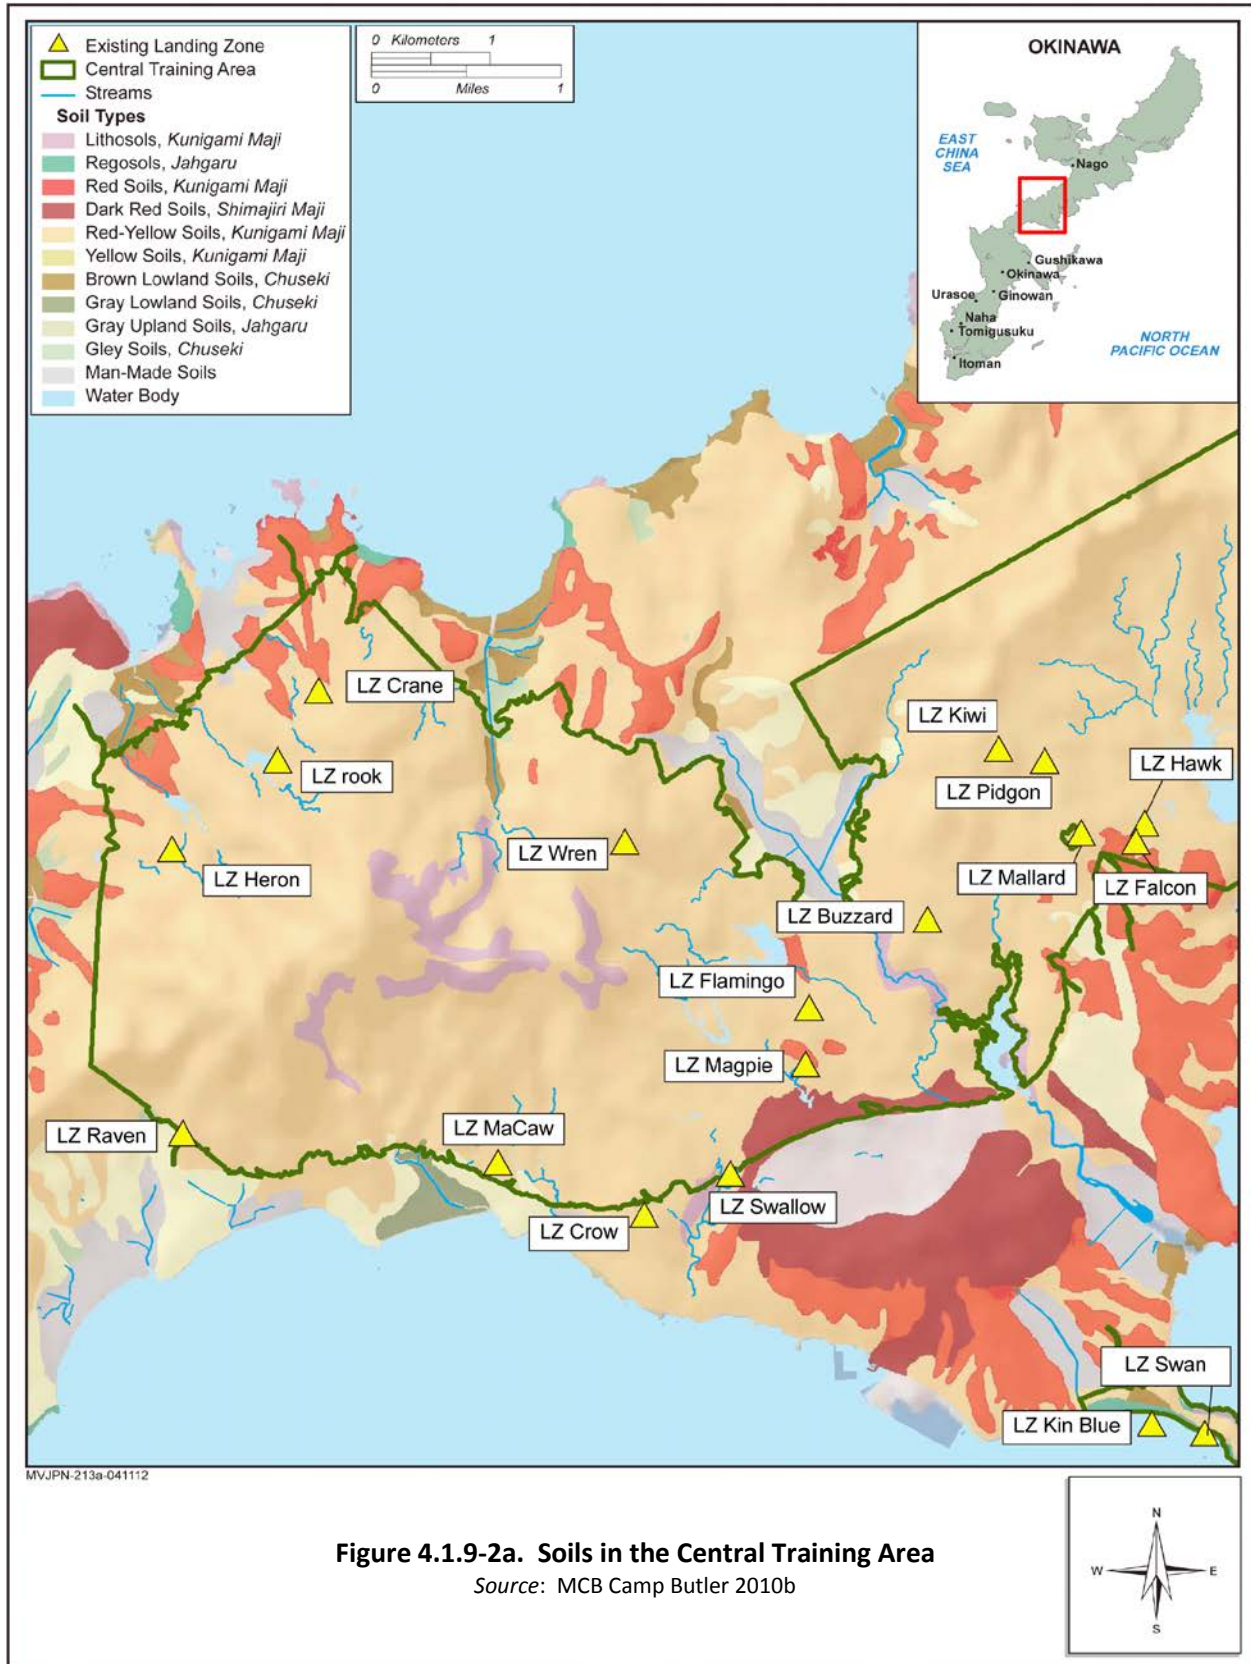 Existing Landing Zone
Central Training Area
Streams
Soil Types
Lithosols, Kunigami Maji
Regosols, Jahgaru
Red Soils, Kunigami Maji
Dark Red Soils, Shimajiri Maji
Red-Yellow Soils, Kunigami Maji
Yellow Soils, Kunigami Maji
Brown Lowland Soils, Chuseki
Gray Lowland Soils, Chuseki
Gray Upland Soils, Jahgaru
Gley Soils, Chuseki
Man-Made Soils
Water Body
0 Kilometers 1
0 Miles 1
OKINAWA
EAST
CHINA
SEA
Nago
Gushikawa
Okinawa
Urasoe
Ginowan
Naha
Tomigusuku
Itoman
NORTH
PACIFIC OCEAN
LZ Crane
LZ Kiwi
LZ Hawk
LZ rook
LZ Pidgon
LZ Wren
LZ Heron
LZ Mallard
LZ Falcon
LZ Buzzard
LZ Flamingo
LZ Magpie
LZ Raven
LZ MaCaw
LZ Swallow
LZ Crow
LZ Swan
LZ Kin Blue
MVJPN-213a-041112
Figure 4.1.9-2a. Soils in the Central Training Area
Source: MCB Camp Butler 2010b
N
W
E
S